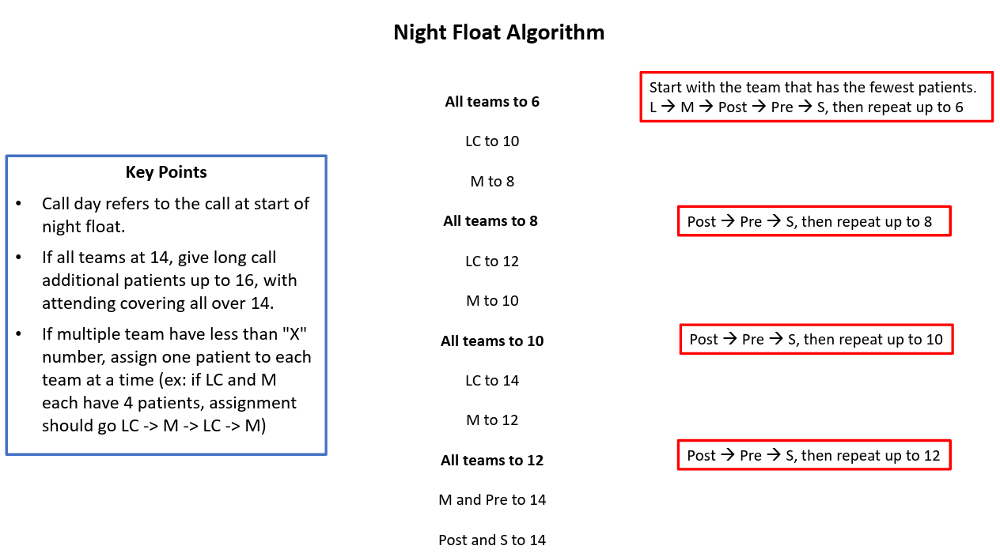 Night Float Algorithm
Start with the team that has the fewest patients.
L → M → Post → Pre → S, then repeat up to 6
All teams to 6
LC to 10
M to 8
All teams to 8
Post → Pre → S, then repeat up to 8
LC to 12
M to 10
All teams to 10
Post → Pre → S, then repeat up to 10
LC to 14
M to 12
All teams to 12
Post → Pre → S, then repeat up to 12
M and Pre to 14
Post and S to 14
Key Points
• Call day refers to the call at start of
night float.
• If all teams at 14, give long call
additional patients up to 16, with
attending covering all over 14.
• If multiple team have less than "X"
number, assign one patient to each
team at a time (ex: if LC and M
each have 4 patients, assignment
should go LC -> M -> LC -> M)